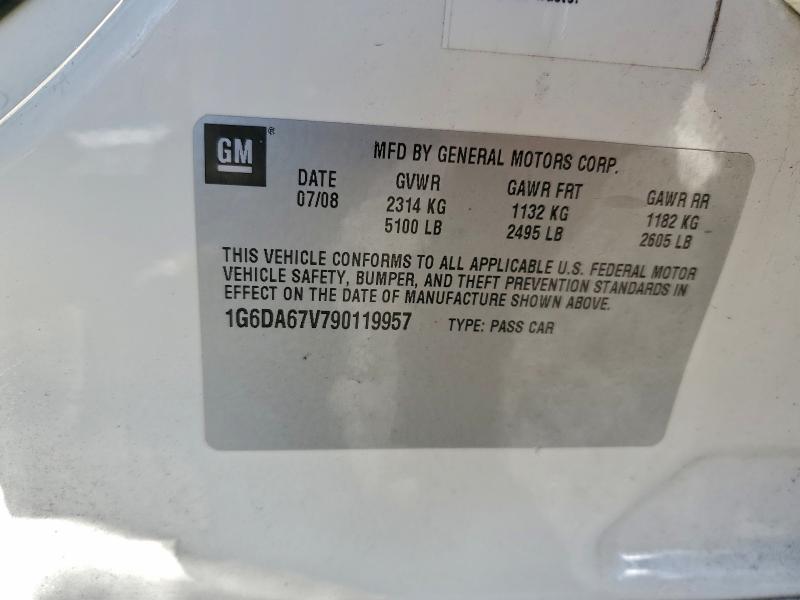 GM®
MFD BY GENERAL MOTORS CORP.
DATE GVWR GAWR FRT GAWR RR
07/08 2314 KG 1132 KG 1182 KG
5100 LB 2495 LB 2605 LB
THIS VEHICLE CONFORMS TO ALL APPLICABLE U.S. FEDERAL MOTOR
VEHICLE SAFETY, BUMPER, AND THEFT PREVENTION STANDARDS IN
EFFECT ON THE DATE OF MANUFACTURE SHOWN ABOVE.
1G6DA67V790119957 TYPE: PASS CAR